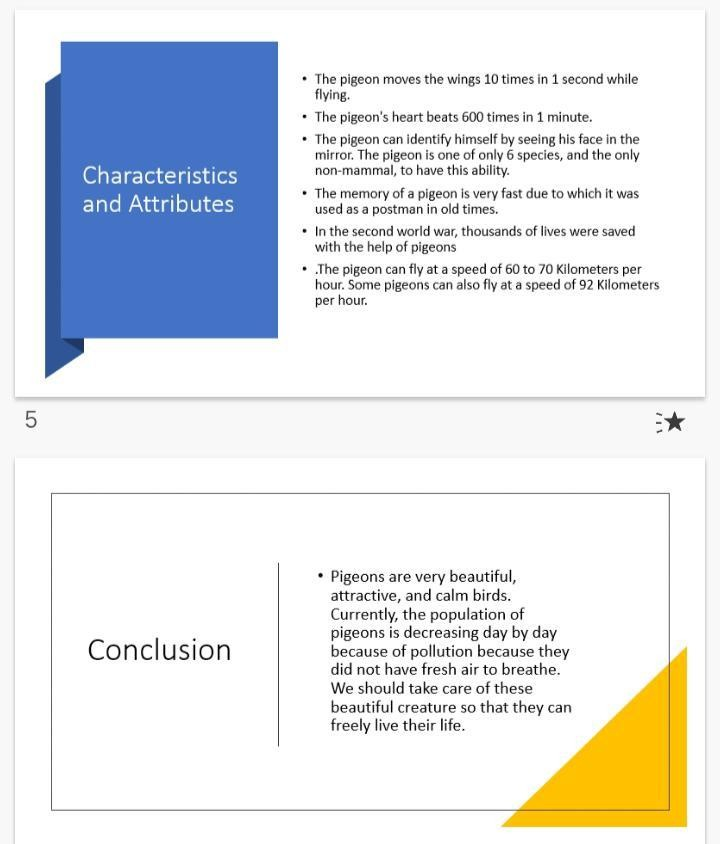 Characteristics
and Attributes
• The pigeon moves the wings 10 times in 1 second while
flying.
• The pigeon's heart beats 600 times in 1 minute.
• The pigeon can identify himself by seeing his face in the
mirror. The pigeon is one of only 6 species, and the only
non-mammal, to have this ability.
• The memory of a pigeon is very fast due to which it was
used as a postman in old times.
• In the second world war, thousands of lives were saved
with the help of pigeons
• .The pigeon can fly at a speed of 60 to 70 Kilometers per
hour. Some pigeons can also fly at a speed of 92 Kilometers
per hour.
5
Conclusion
• Pigeons are very beautiful,
attractive, and calm birds.
Currently, the population of
pigeons is decreasing day by day
because of pollution because they
did not have fresh air to breathe.
We should take care of these
beautiful creature so that they can
freely live their life.